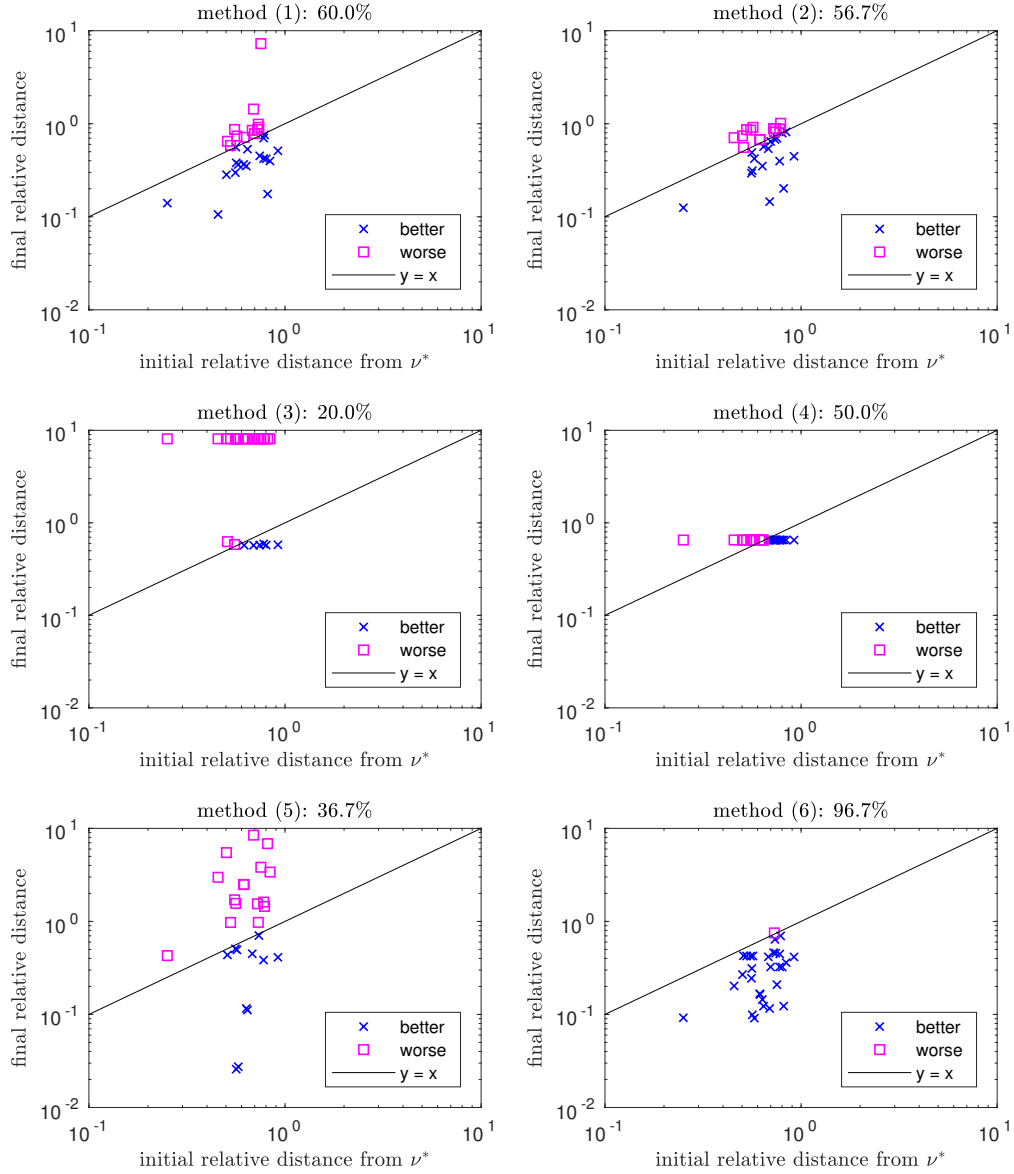 method (1): 60.0%
10^1
10^0
10^-1
10^-2
final relative distance
better
worse
y = x
10^-1
10^0
10^1
initial relative distance from ν*
method (2): 56.7%
10^1
10^0
10^-1
10^-2
final relative distance
better
worse
y = x
10^-1
10^0
10^1
initial relative distance from ν*
method (3): 20.0%
10^1
10^0
10^-1
10^-2
final relative distance
better
worse
y = x
10^-1
10^0
10^1
initial relative distance from ν*
method (4): 50.0%
10^1
10^0
10^-1
10^-2
final relative distance
better
worse
y = x
10^-1
10^0
10^1
initial relative distance from ν*
method (5): 36.7%
10^1
10^0
10^-1
10^-2
final relative distance
better
worse
y = x
10^-1
10^0
10^1
initial relative distance from ν*
method (6): 96.7%
10^1
10^0
10^-1
10^-2
final relative distance
better
worse
y = x
10^-1
10^0
10^1
initial relative distance from ν*